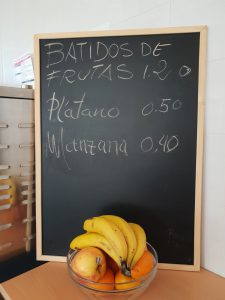 BATIDOS DE
FRUTAS 1.20
Platano 0.50
Manzana 0,40